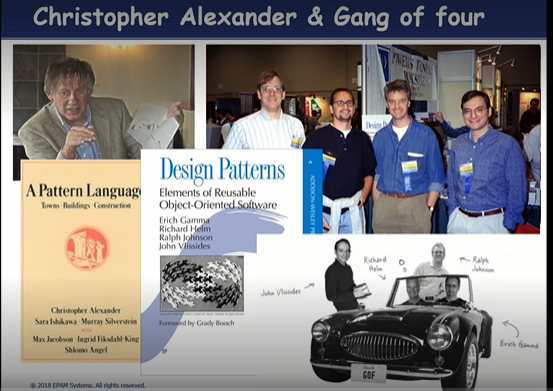 Christopher Alexander & Gang of four
A Pattern Language
Towns · Buildings · Construction
Christopher Alexander
Sara Ishikawa · Murray Silverstein
WITH
Max Jacobson · Ingrid Fiksdahl-King
Shlomo Angel
Design Patterns
Elements of Reusable
Object-Oriented Software
Erich Gamma
Richard Helm
Ralph Johnson
John Vlissides
Foreword by Grady Booch
ADDISON-WESLEY
John Vlissides
Richard
Helm
Ralph
Johnson
Erich Gamma
GOF
© 2018 EPAM Systems. All rights reserved.